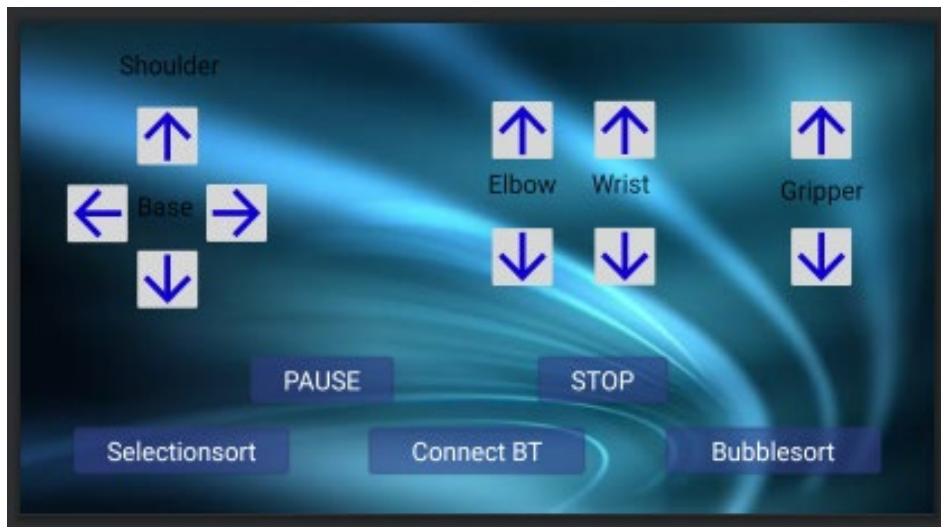 Shoulder
Elbow Wrist Gripper
Base
PAUSE STOP
Selectionsort Connect BT Bubblesort